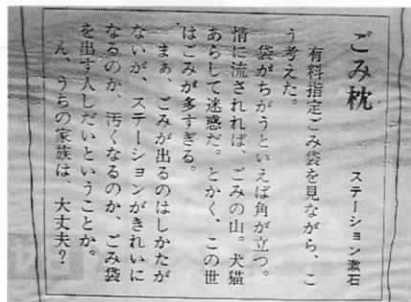 ごみ枕
ステーション漱石
有料指定ごみ袋を見ながら、こ
う考えた。
袋がちがうといえば角が立つ。
情に流されれば、ごみの山。犬猫
あらして迷惑だ。とかく、この世
はごみが多すぎる。
まぁ、ごみが出るのはしかたが
ないが、ステーションがきれいに
なるのか、汚くなるのか、ごみ袋
を出す人しだいということか。
ん、うちの家族は、大丈夫?